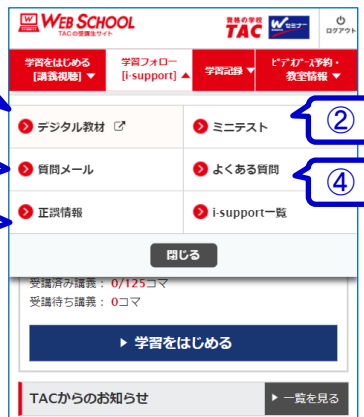 WEB SCHOOL
TACの受講生サイト
資格の学校
TAC
Wセミナー
ログアウト
学習をはじめる
[講義視聴] ▼
学習フォロー
[i-support] ▲
学習記録 ▼
ビデオブース予約・
教室情報 ▼
デジタル教材
ミニテスト
②
質問メール
よくある質問
④
正誤情報
i-support一覧
閉じる
受講済み講義： 0/125コマ
受講待ち講義： 0コマ
▶ 学習をはじめる
TACからのお知らせ
▶ 一覧を見る